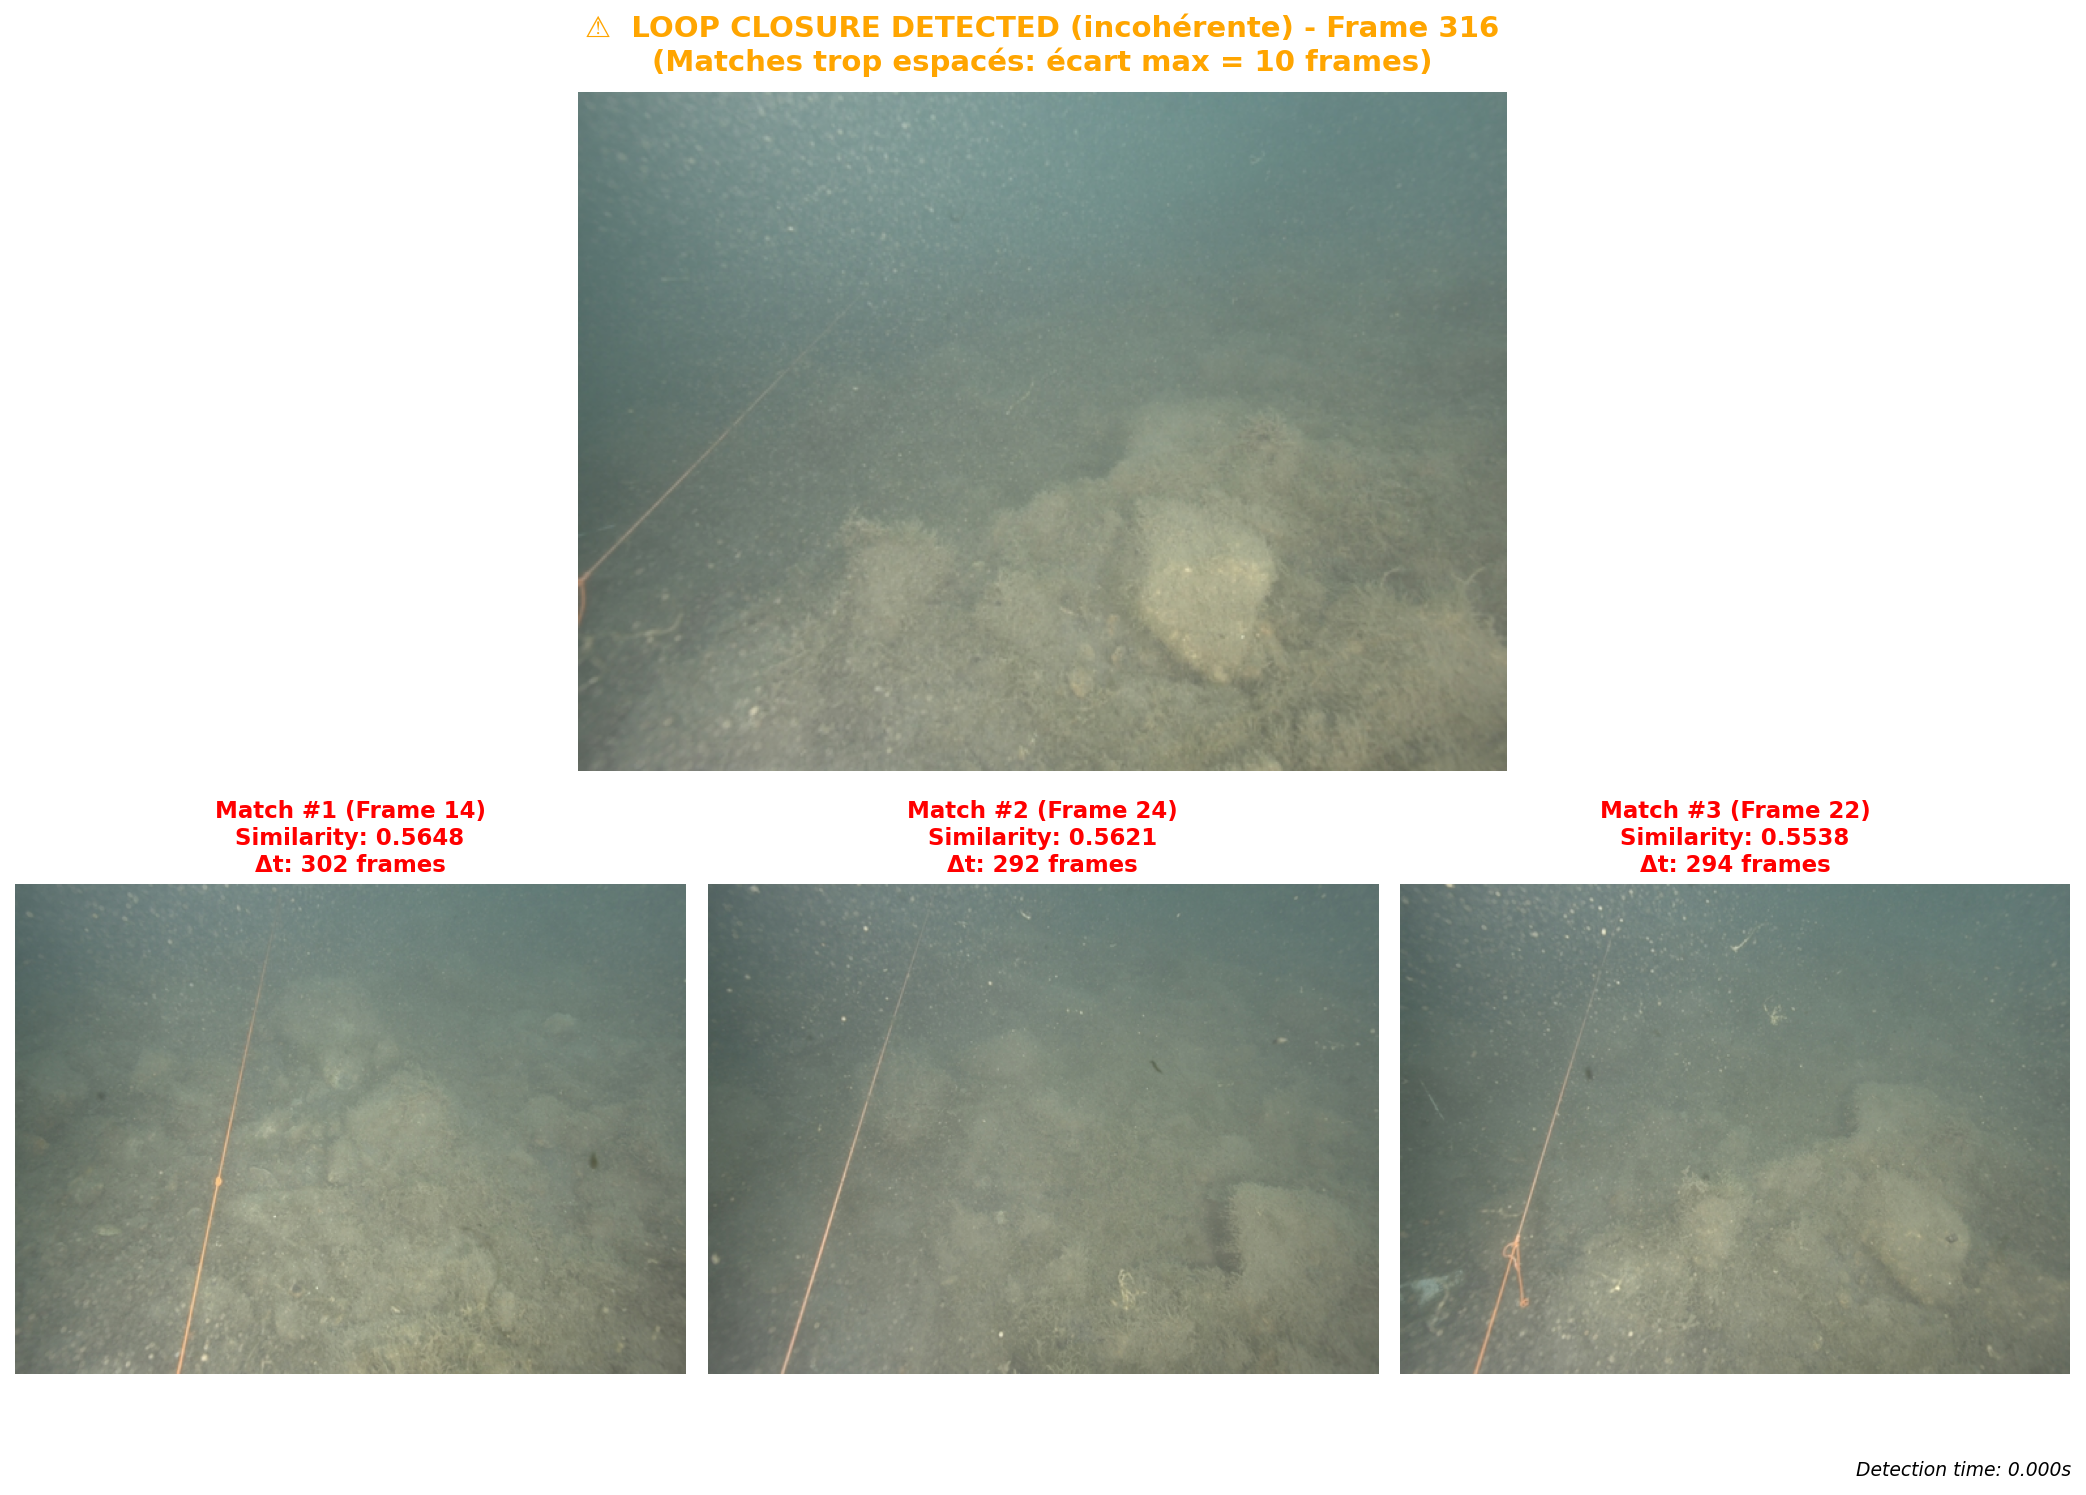 ⚠ LOOP CLOSURE DETECTED (incohérente) - Frame 316
(Matches trop espacés: écart max = 10 frames)
Match #1 (Frame 14)
Similarity: 0.5648
Δt: 302 frames
Match #2 (Frame 24)
Similarity: 0.5621
Δt: 292 frames
Match #3 (Frame 22)
Similarity: 0.5538
Δt: 294 frames
Detection time: 0.000s